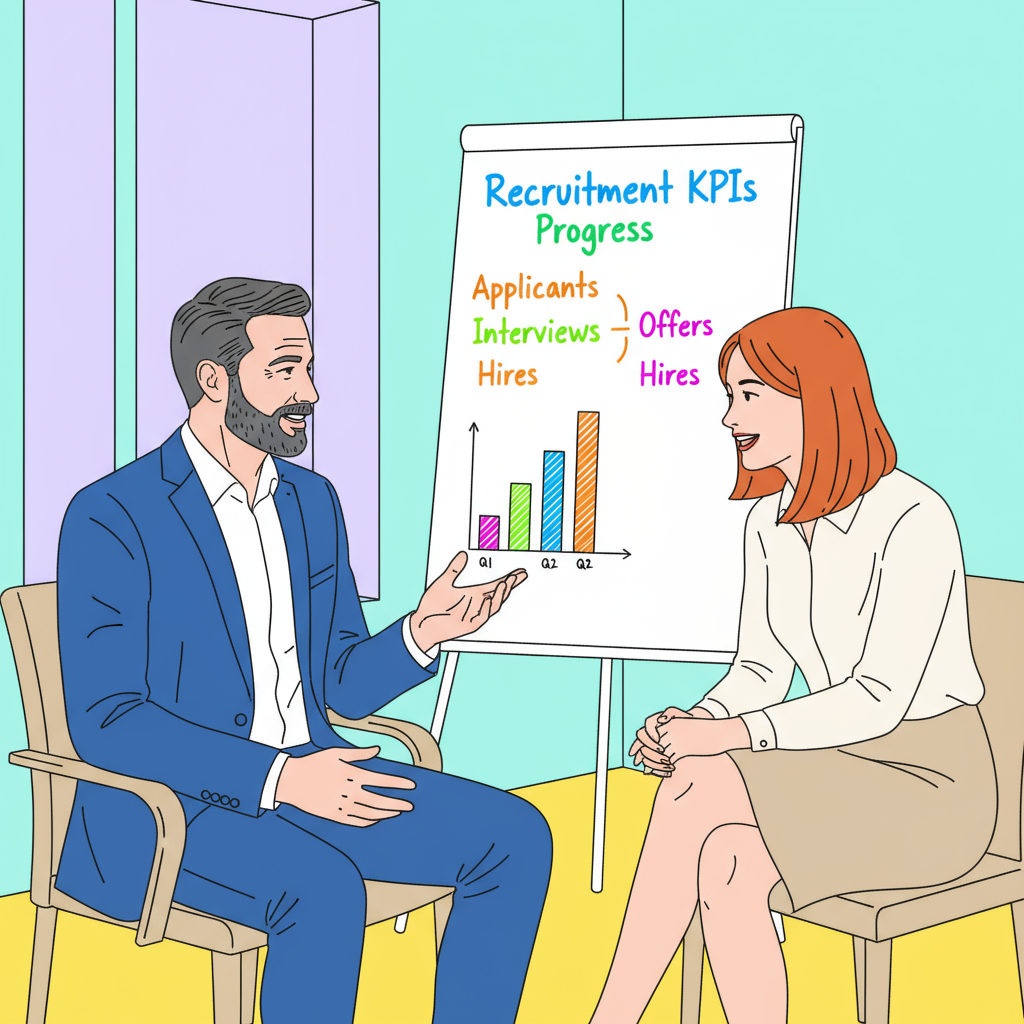 Recruitment KPIs
Progress
Applicants
Interviews
Hires
Offers
Hires
Q1 Q2 Q2